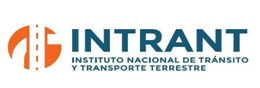 INTRANT
INSTITUTO NACIONAL DE TRÁNSITO
Y TRANSPORTE TERRESTRE